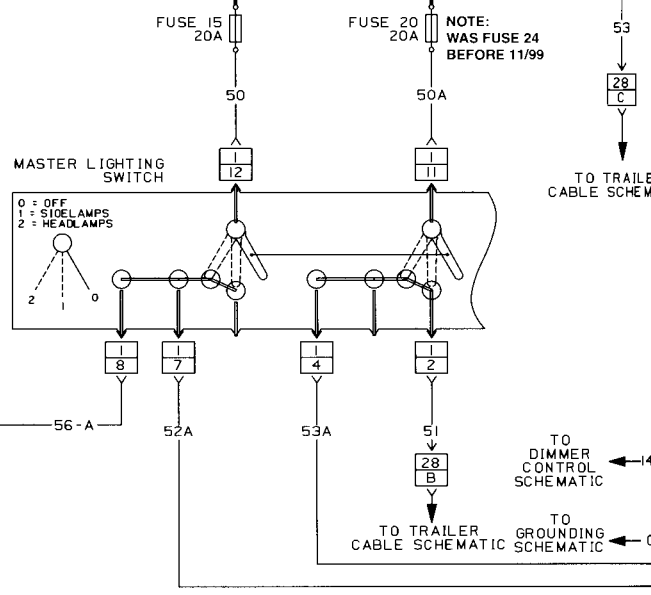 FUSE 15
20A
FUSE 20
20A
NOTE:
WAS FUSE 24
BEFORE 11/99
53
28
C
50
50A
1
12
1
11
TO TRAILE
CABLE SCHEM
MASTER LIGHTING
SWITCH
0 = OFF
1 = SIDELAMPS
2 = HEADLAMPS
2
1
0
1
8
1
7
1
4
1
2
56-A
52A
53A
51
28
B
TO TRAILER
CABLE SCHEMATIC
TO
DIMMER
CONTROL
SCHEMATIC
14
TO
GROUNDING
SCHEMATIC